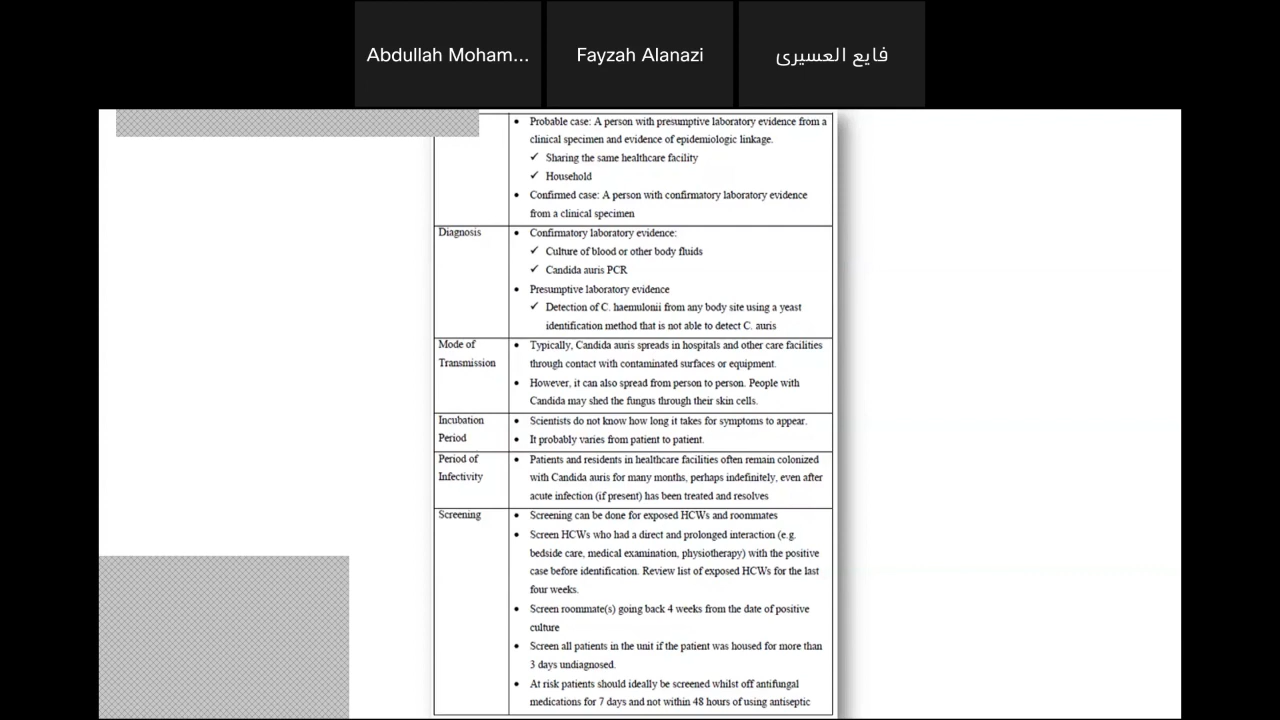 Abdullah Moham...
Fayzah Alanazi
فايع العسيرى
• Probable case: A person with presumptive laboratory evidence from a
clinical specimen and evidence of epidemiologic linkage.
✓ Sharing the same healthcare facility
✓ Household
• Confirmed case: A person with confirmatory laboratory evidence
from a clinical specimen
Diagnosis
• Confirmatory laboratory evidence:
✓ Culture of blood or other body fluids
✓ Candida auris PCR
• Presumptive laboratory evidence
✓ Detection of C. haemulonii from any body site using a yeast
identification method that is not able to detect C. auris
Mode of
Transmission
• Typically, Candida auris spreads in hospitals and other care facilities
through contact with contaminated surfaces or equipment.
• However, it can also spread from person to person. People with
Candida may shed the fungus through their skin cells.
Incubation
Period
• Scientists do not know how long it takes for symptoms to appear.
• It probably varies from patient to patient.
Period of
Infectivity
• Patients and residents in healthcare facilities often remain colonized
with Candida auris for many months, perhaps indefinitely, even after
acute infection (if present) has been treated and resolves
Screening
• Screening can be done for exposed HCWs and roommates
• Screen HCWs who had a direct and prolonged interaction (e.g.
bedside care, medical examination, physiotherapy) with the positive
case before identification. Review list of exposed HCWs for the last
four weeks.
• Screen roommate(s) going back 4 weeks from the date of positive
culture
• Screen all patients in the unit if the patient was housed for more than
3 days undiagnosed.
• At risk patients should ideally be screened whilst off antifungal
medications for 7 days and not within 48 hours of using antiseptic